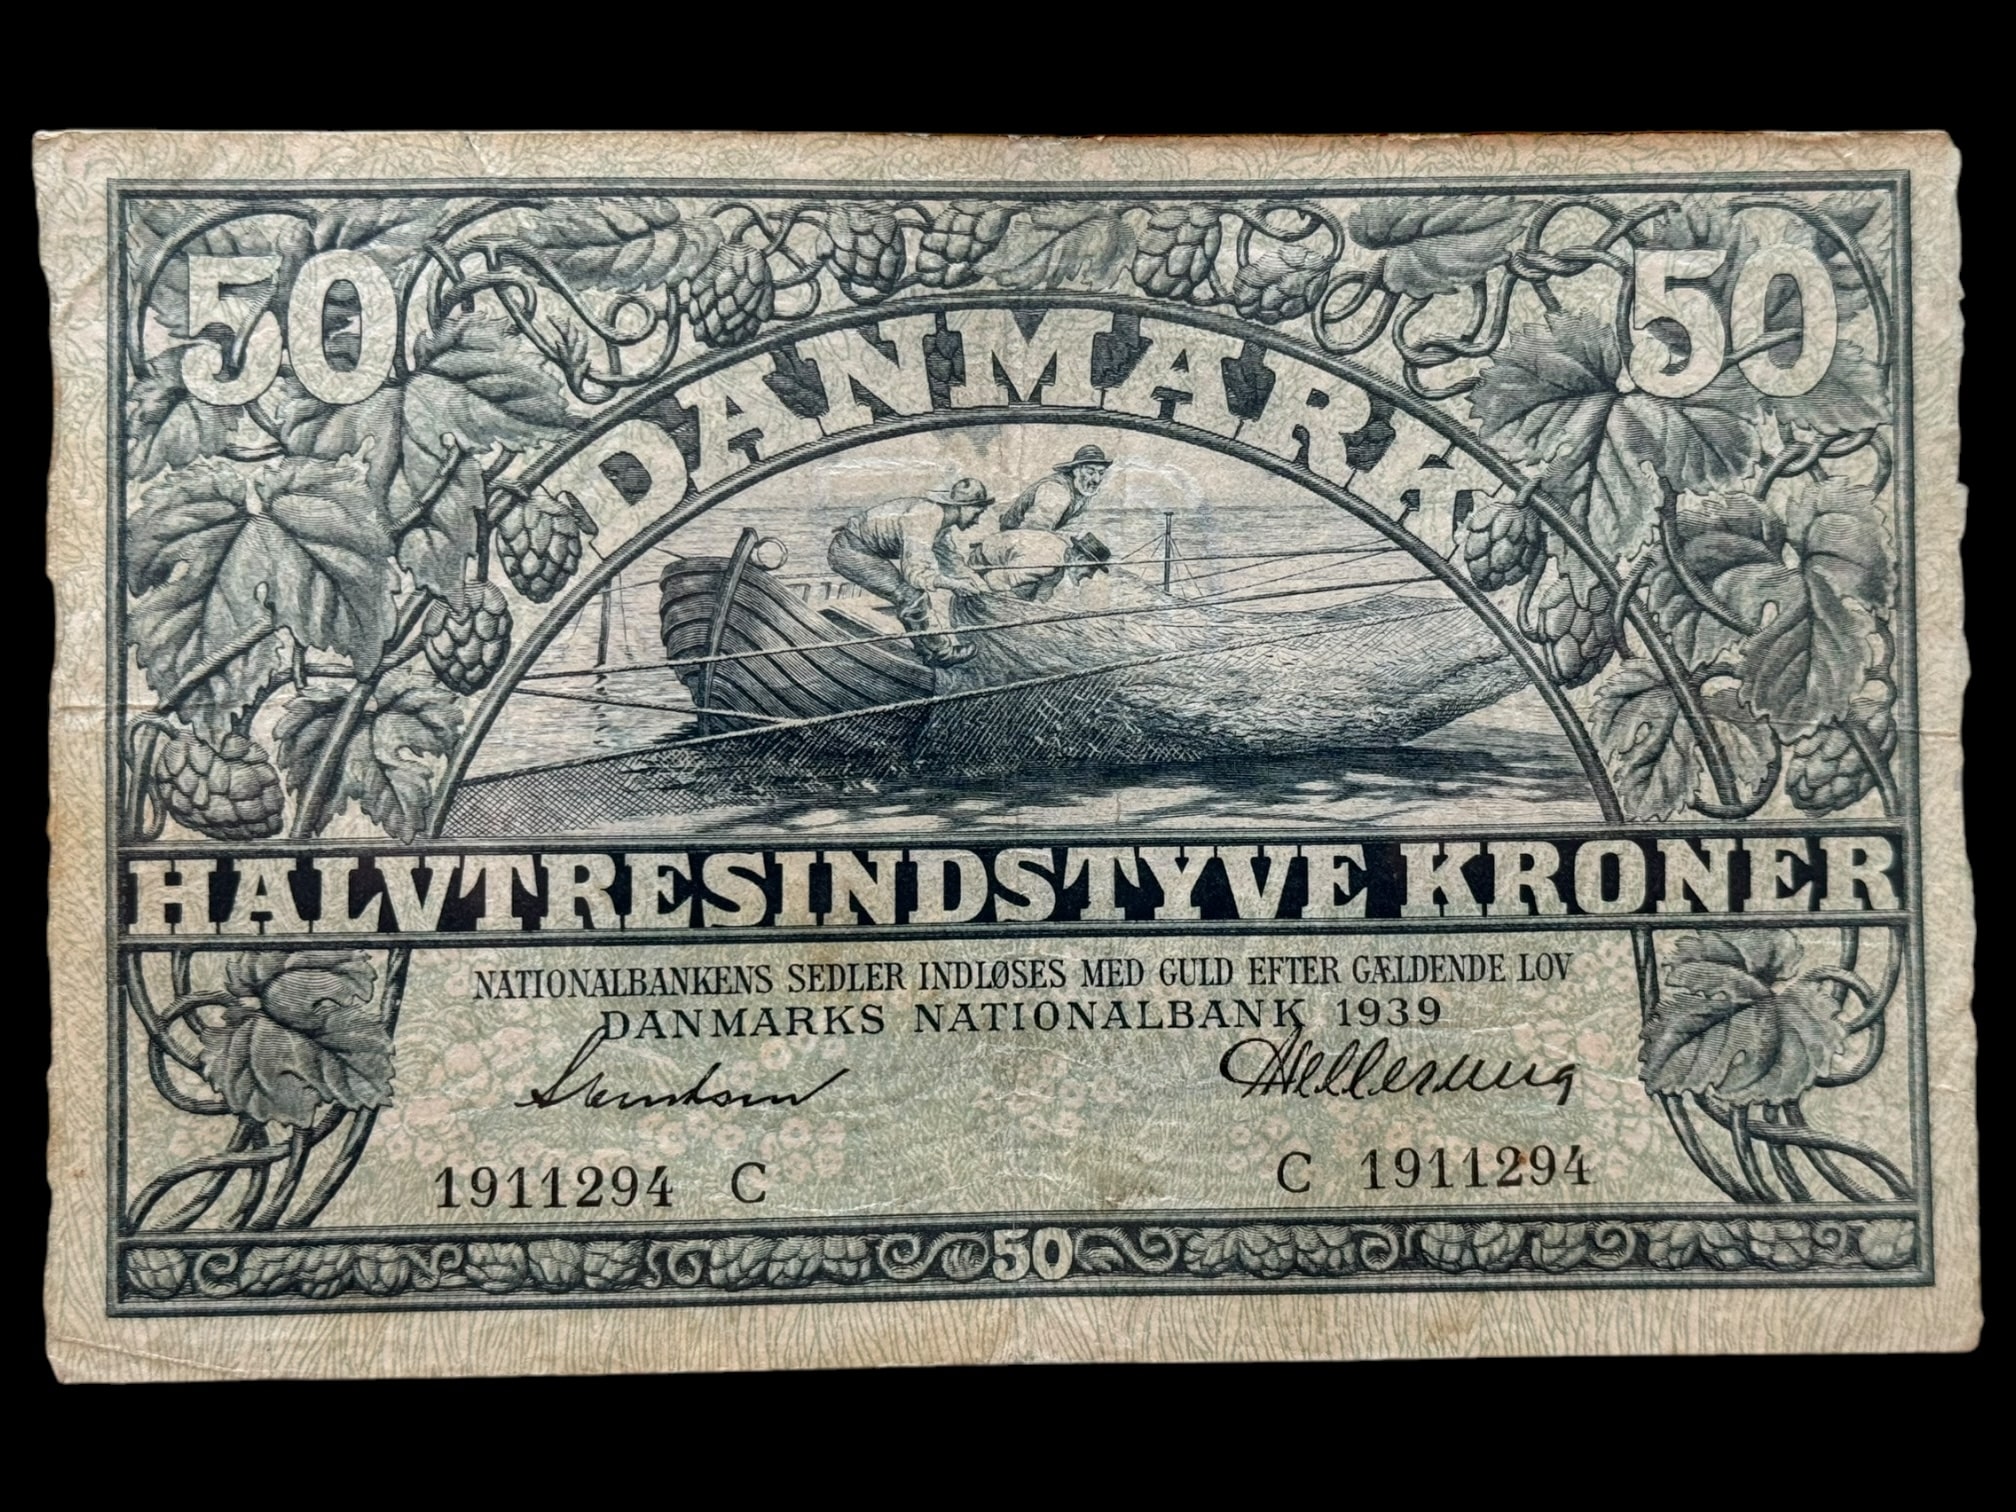 50 50
DANMARK
HALVTRESINDSTYVE KRONER
NATIONALBANKENS SEDLER INDLØSES MED GULD EFTER GÆLDENDE LOV
DANMARKS NATIONALBANK 1939
Svendsen
1911294 C C 1911294
50